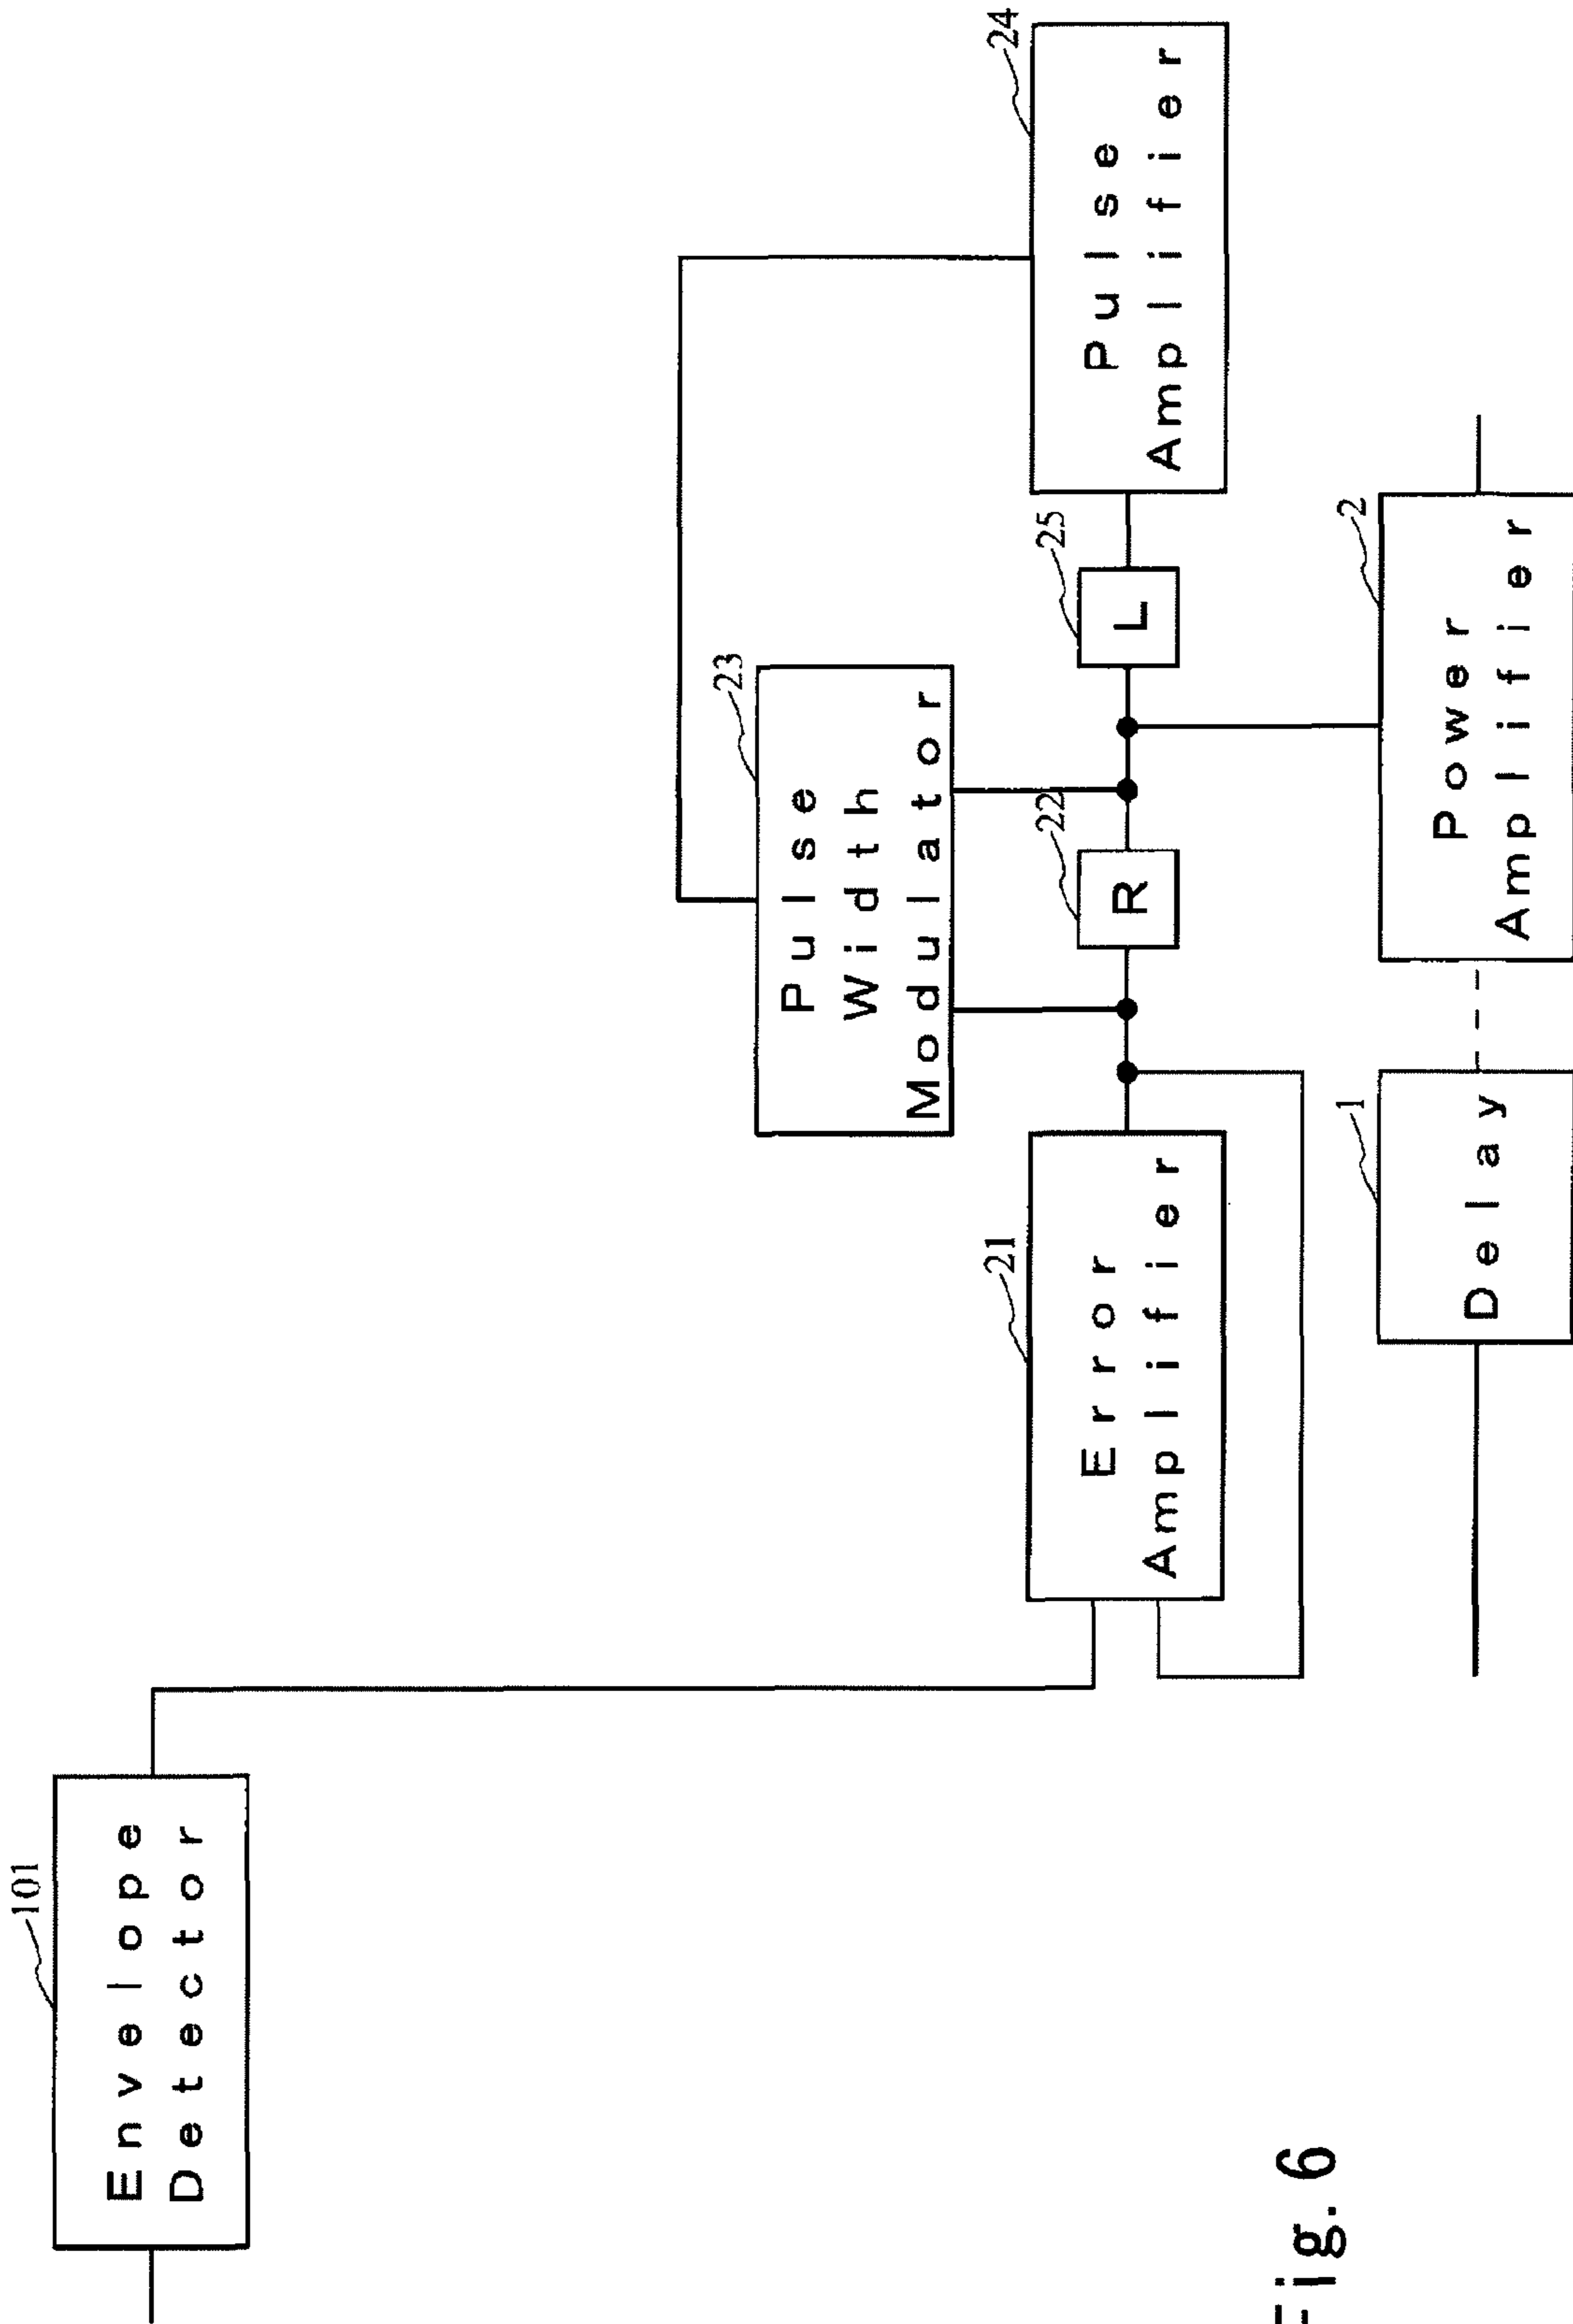 101
Envelope
Detector
23
Pulse
Width
Modulator
21
Error
Amplifier
22
R
25
L
24
Pulse
Amplifier
1
Delay
2
Power
Amplifier
Fig. 6